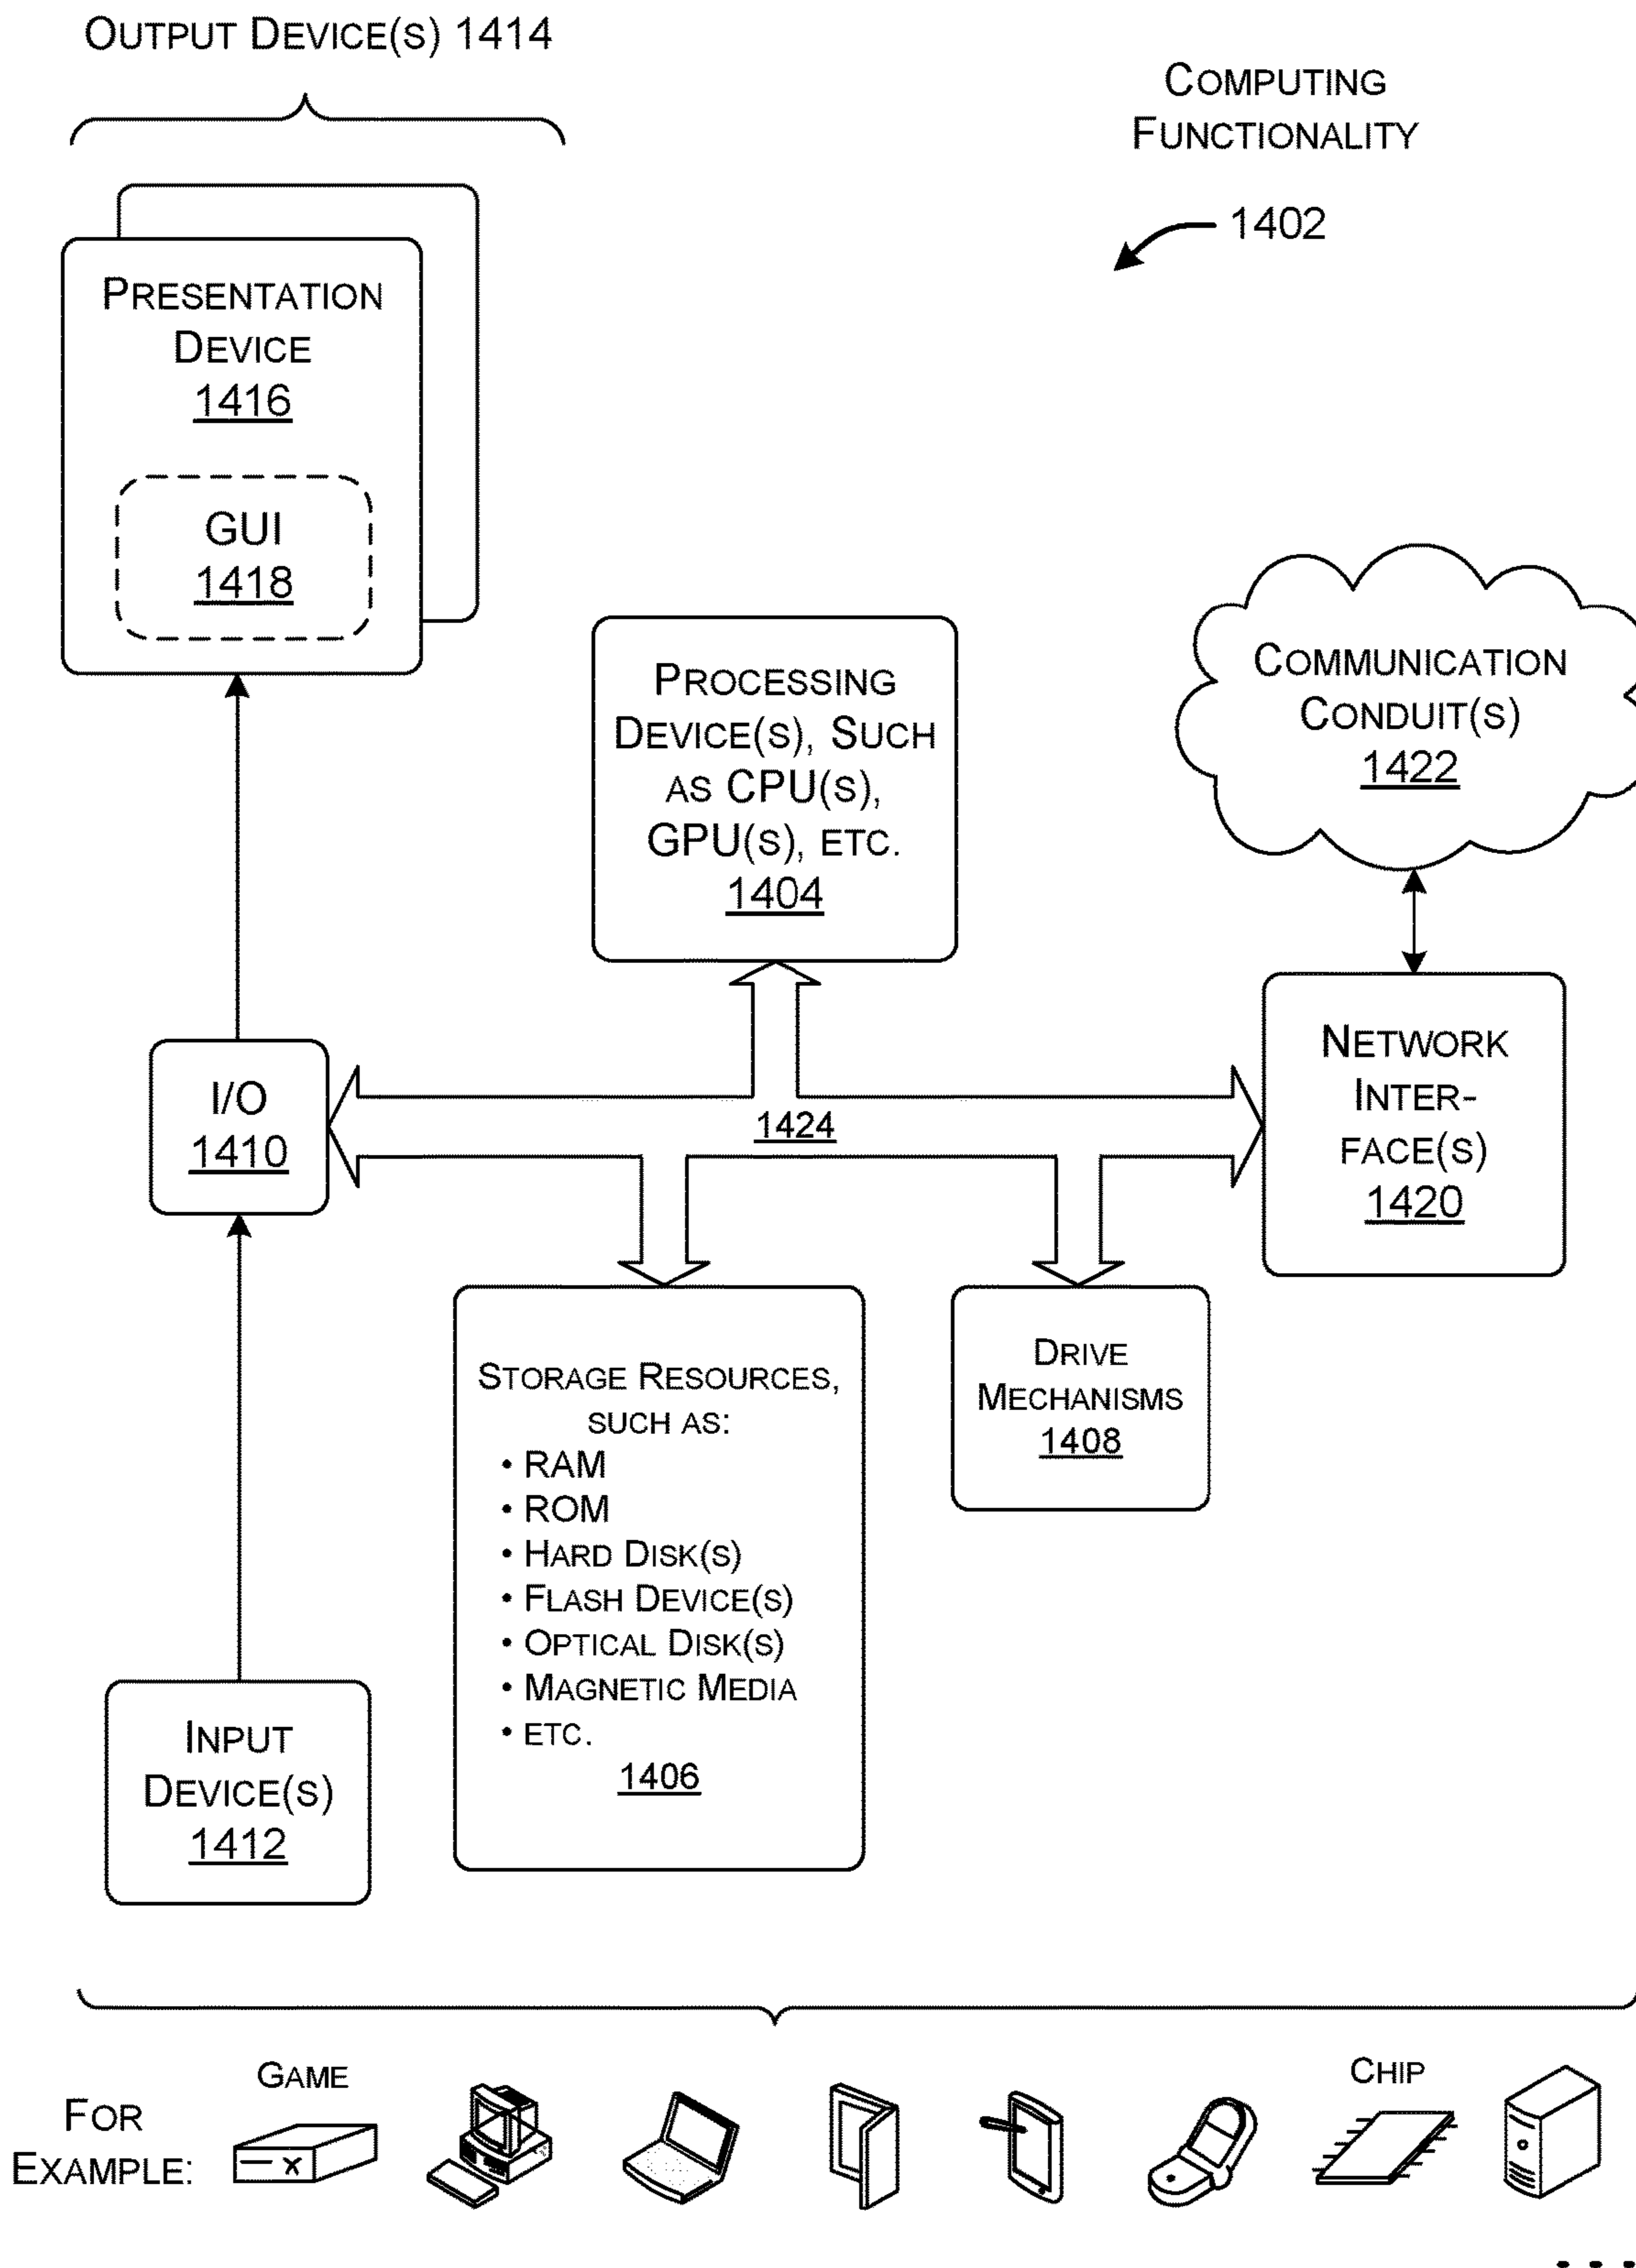 OUTPUT DEVICE(S) 1414
COMPUTING
FUNCTIONALITY
1402
PRESENTATION
DEVICE
1416
GUI
1418
PROCESSING
DEVICE(S), SUCH
AS CPU(S),
GPU(S), ETC.
1404
COMMUNICATION
CONDUIT(S)
1422
I/O
1410
1424
NETWORK
INTER-
FACE(S)
1420
STORAGE RESOURCES,
SUCH AS:
• RAM
• ROM
• HARD DISK(S)
• FLASH DEVICE(S)
• OPTICAL DISK(S)
• MAGNETIC MEDIA
• ETC.
1406
DRIVE
MECHANISMS
1408
INPUT
DEVICE(S)
1412
FOR
EXAMPLE:
GAME
X
CHIP